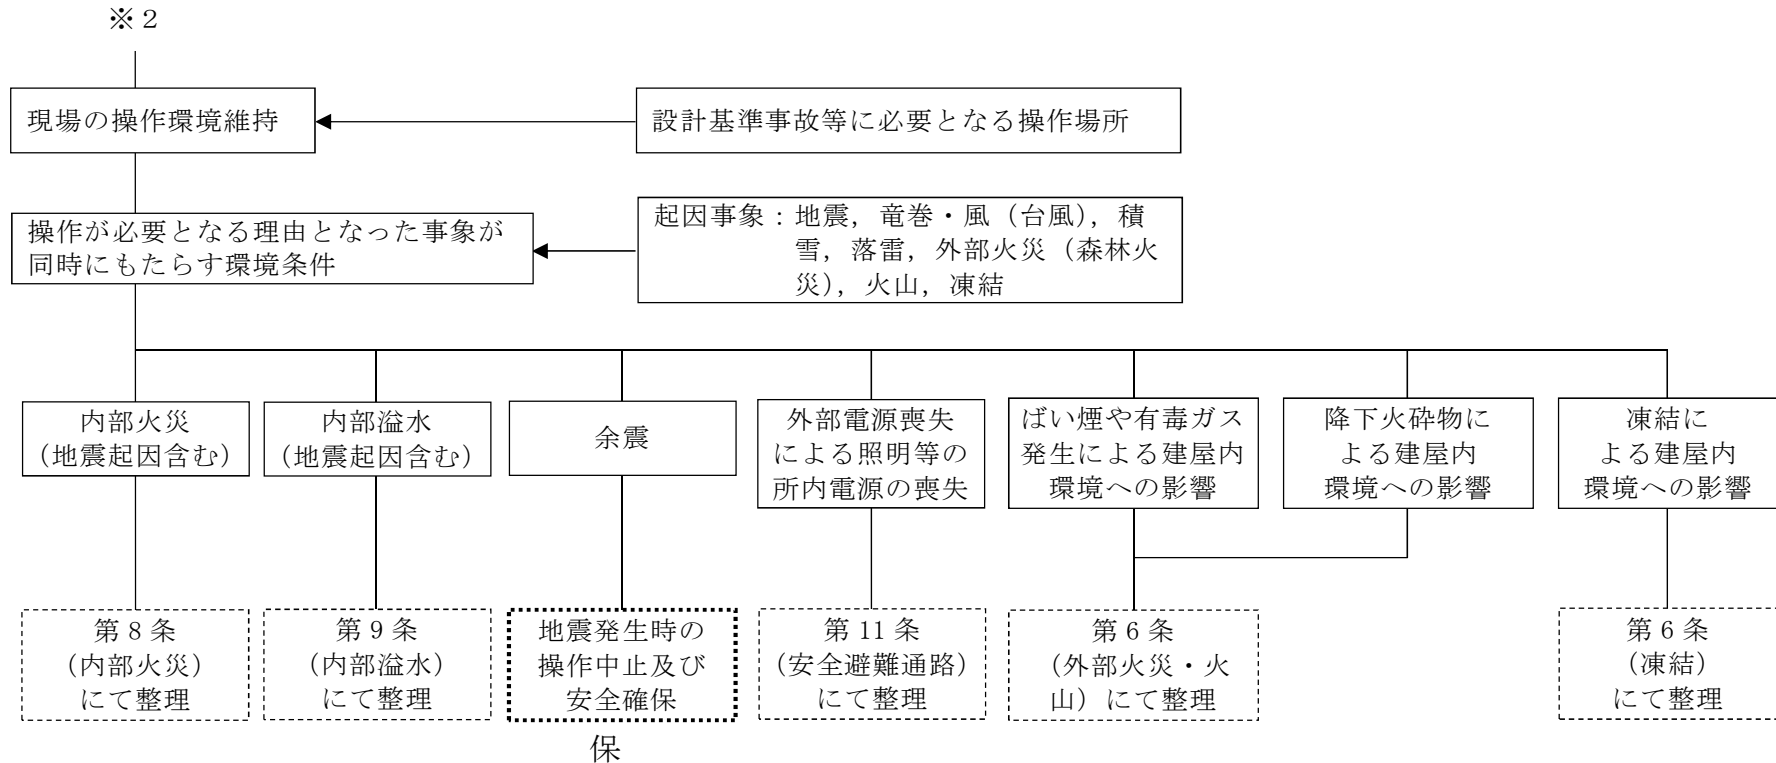 ※2
現場の操作環境維持
設計基準事故等に必要となる操作場所
操作が必要となる理由となった事象が
同時にもたらす環境条件
起因事象：地震，竜巻・風（台風），積
雪，落雷，外部火災（森林火
災），火山，凍結
内部火災
（地震起因含む）
内部溢水
（地震起因含む）
余震
外部電源喪失
による照明等の
所内電源の喪失
ばい煙や有毒ガス
発生による建屋内
環境への影響
降下火砕物に
よる建屋内
環境への影響
凍結に
よる建屋内
環境への影響
第8条
（内部火災）
にて整理
第9条
（内部溢水）
にて整理
地震発生時の
操作中止及び
安全確保
第11条
（安全避難通路）
にて整理
第6条
（外部火災・火
山）にて整理
第6条
（凍結）
にて整理
保